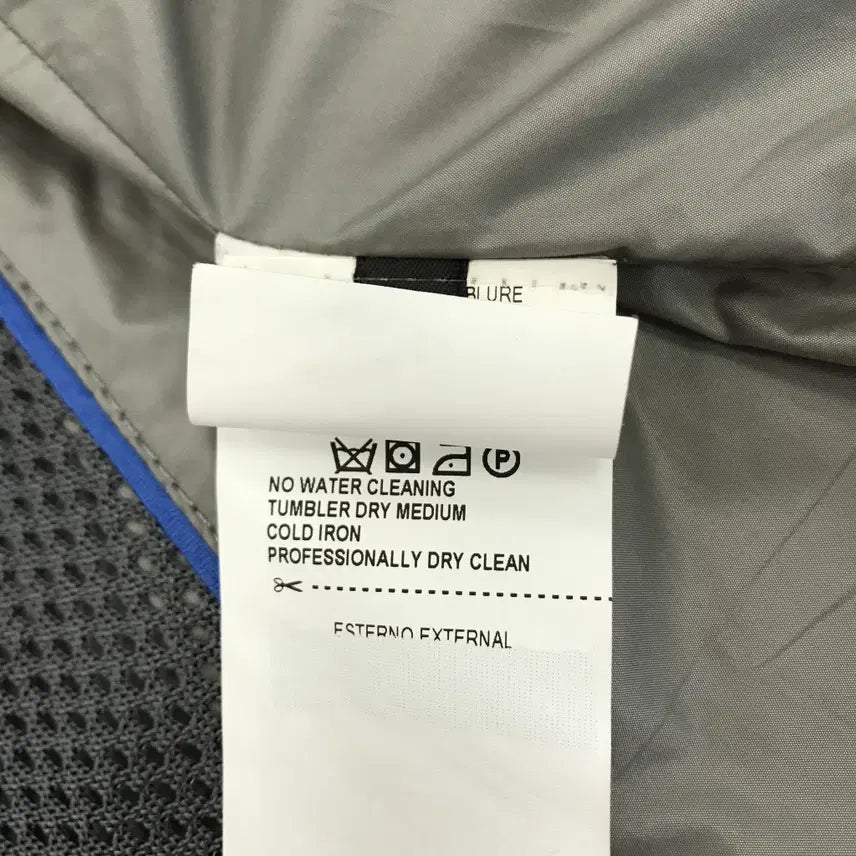 BLURE
P
NO WATER CLEANING
TUMBLER DRY MEDIUM
COLD IRON
PROFESSIONALLY DRY CLEAN
ESTERNO EXTERNAL